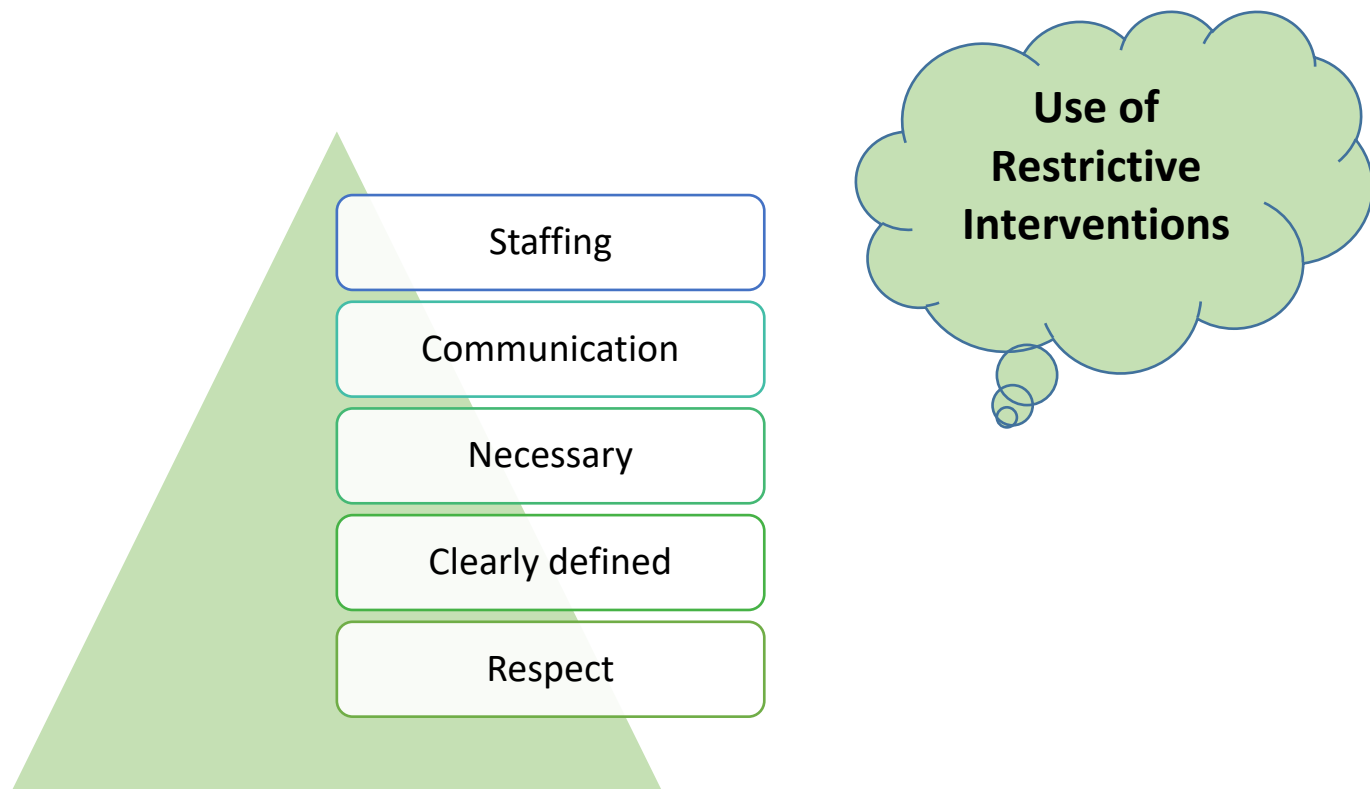 Use of
Restrictive
Interventions
Staffing
Communication
Necessary
Clearly defined
Respect